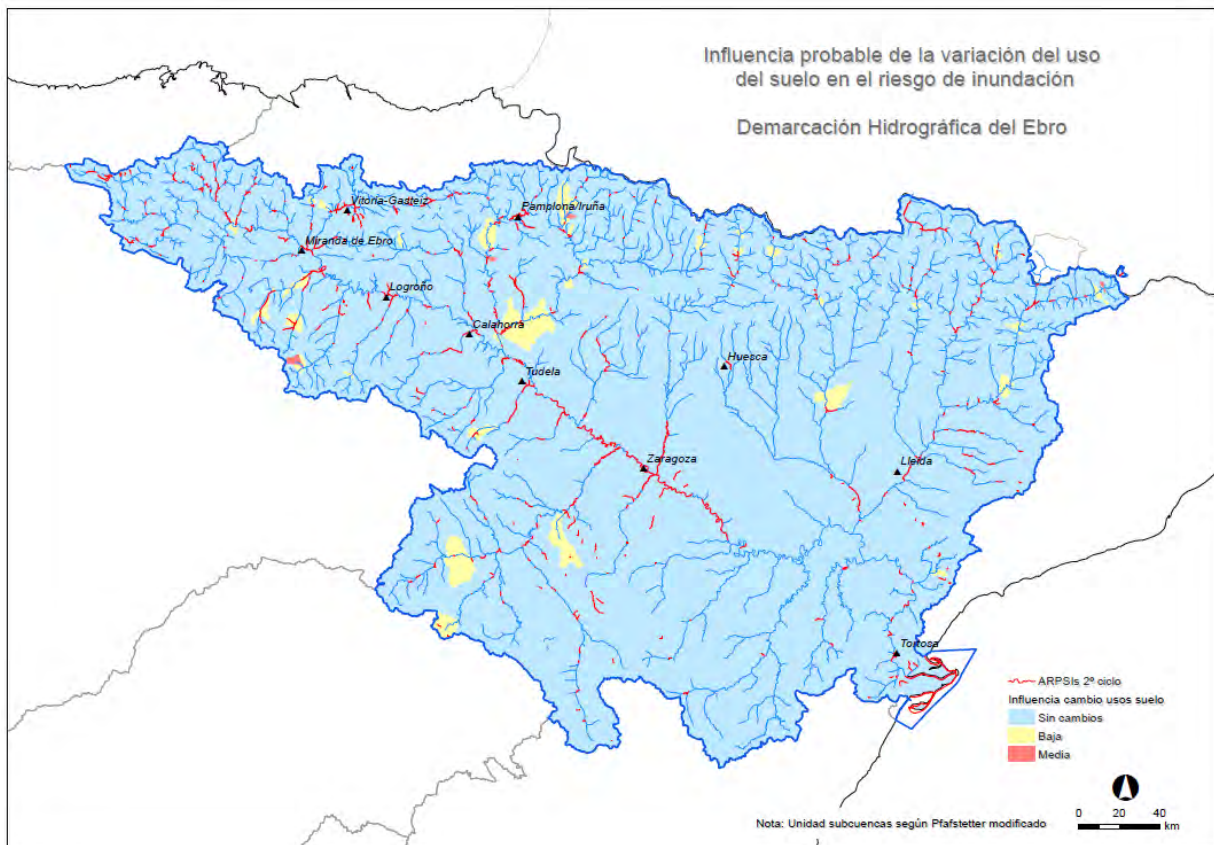 Influencia probable de la variación del uso
del suelo en el riesgo de inundación
Demarcación Hidrográfica del Ebro
Vitoria-Gasteiz
Pamplona/Iruña
Miranda de Ebro
Logroño
Calahorra
Huesca
Tudela
Zaragoza
Lleida
Tortosa
ARPSIs 2º ciclo
Influencia cambio usos suelo
Sin cambios
Baja
Media
Nota: Unidad subcuencas según Pfafstetter modificado
0 20 40
km